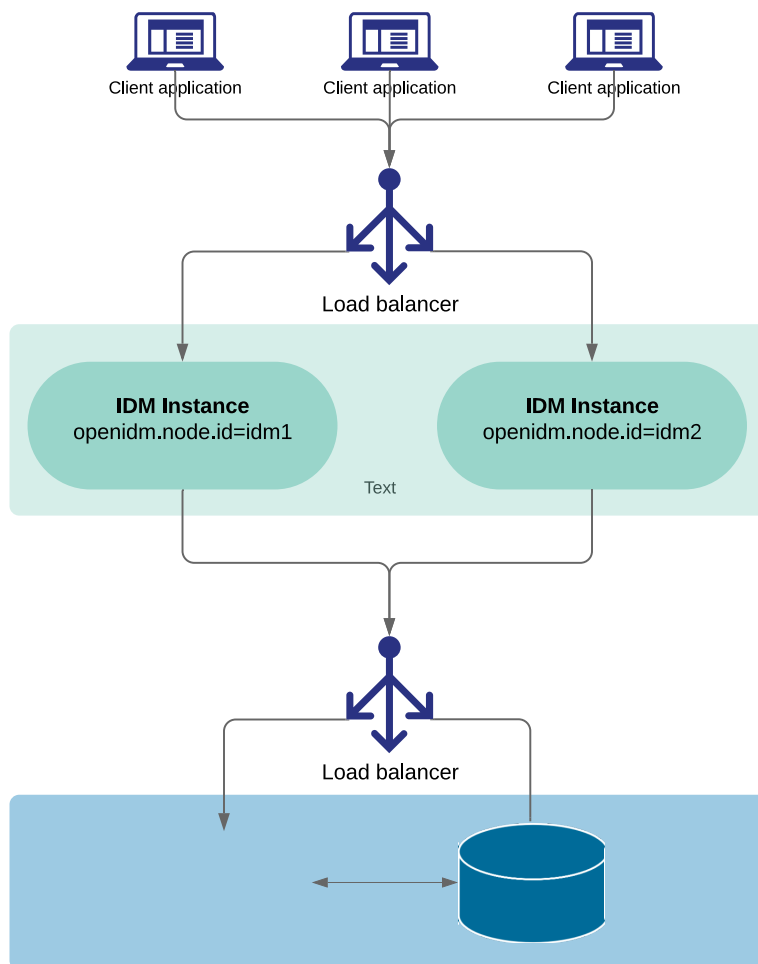 Client application
Client application
Client application
Load balancer
IDM Instance
openidm.node.id=idm1
IDM Instance
openidm.node.id=idm2
Text
Load balancer